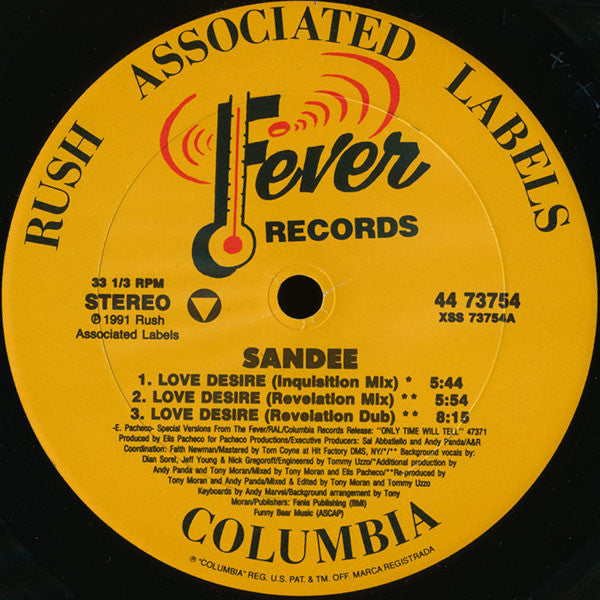 RUSH ASSOCIATED LABELS
Fever
RECORDS
33 1/3 RPM
STEREO
℗ 1991 Rush
Associated Labels
44 73754
XSS 73754A
SANDEE
1. LOVE DESIRE (Inquisition Mix) * 5:44
2. LOVE DESIRE (Revelation Mix) ** 5:54
3. LOVE DESIRE (Revelation Dub) ** 8:15
-E. Pacheco- Special Versions From The Fever/RAL/Columbia Records Release: "ONLY TIME WILL TELL" 47371
Produced by Elis Pacheco for Pacheco Productions/Executive Producers: Sal Abbatiello and Andy Panda/A&R
Coordination: Faith Newman/Mastered by Tom Coyne at Hit Factory DMS, NY/*/** Background vocals by:
Dian Sorel, Jeff Young & Nick Gregoroff/Engineered by Tommy Uzzo/*Additional production by
Andy Panda and Tony Moran/Mixed by Tony Moran and Elis Pacheco/**Re-produced by
Tony Moran and Andy Panda/Mixed & Edited by Tony Moran and Tommy Uzzo
Keyboards by Andy Marvel/Background arrangement by Tony
Moran/Publishers: Fania Publishing (BMI)
Funny Bear Music (ASCAP)
COLUMBIA
® "COLUMBIA" REG. U.S. PAT. & TM. OFF. MARCA REGISTRADA